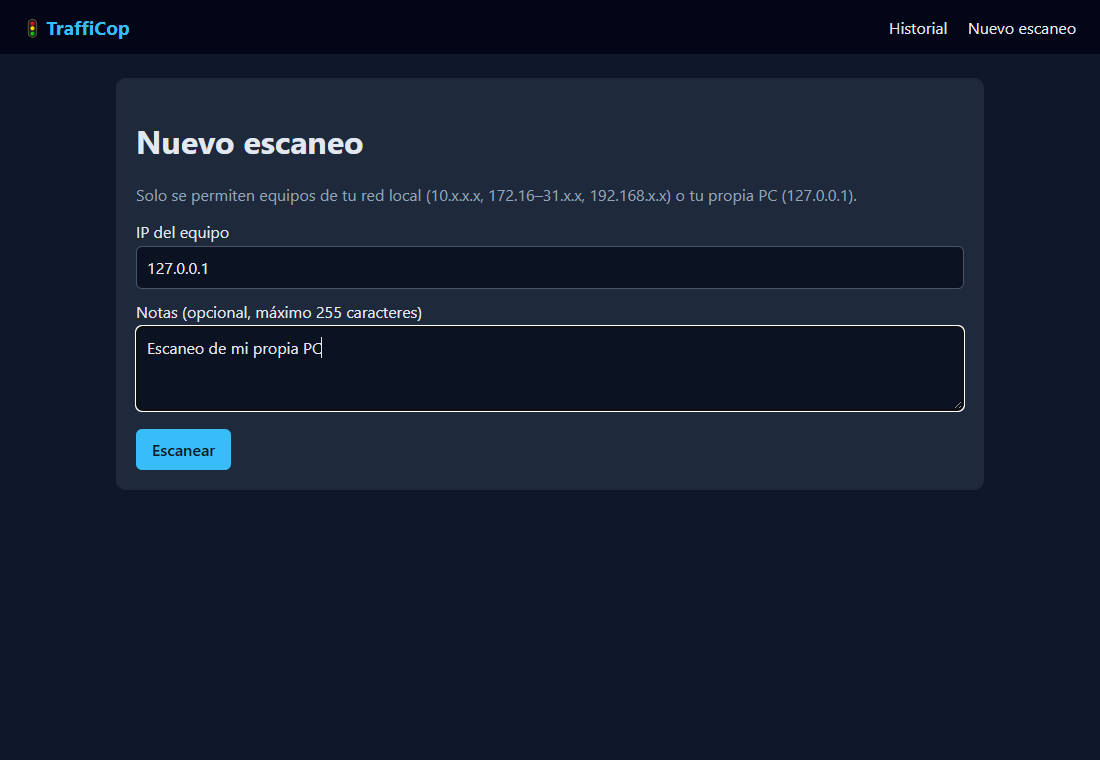 TraffiCop
Historial
Nuevo escaneo
Nuevo escaneo
Solo se permiten equipos de tu red local (10.x.x.x, 172.16–31.x.x, 192.168.x.x) o tu propia PC (127.0.0.1).
IP del equipo
127.0.0.1
Notas (opcional, máximo 255 caracteres)
Escaneo de mi propia PC
Escanear